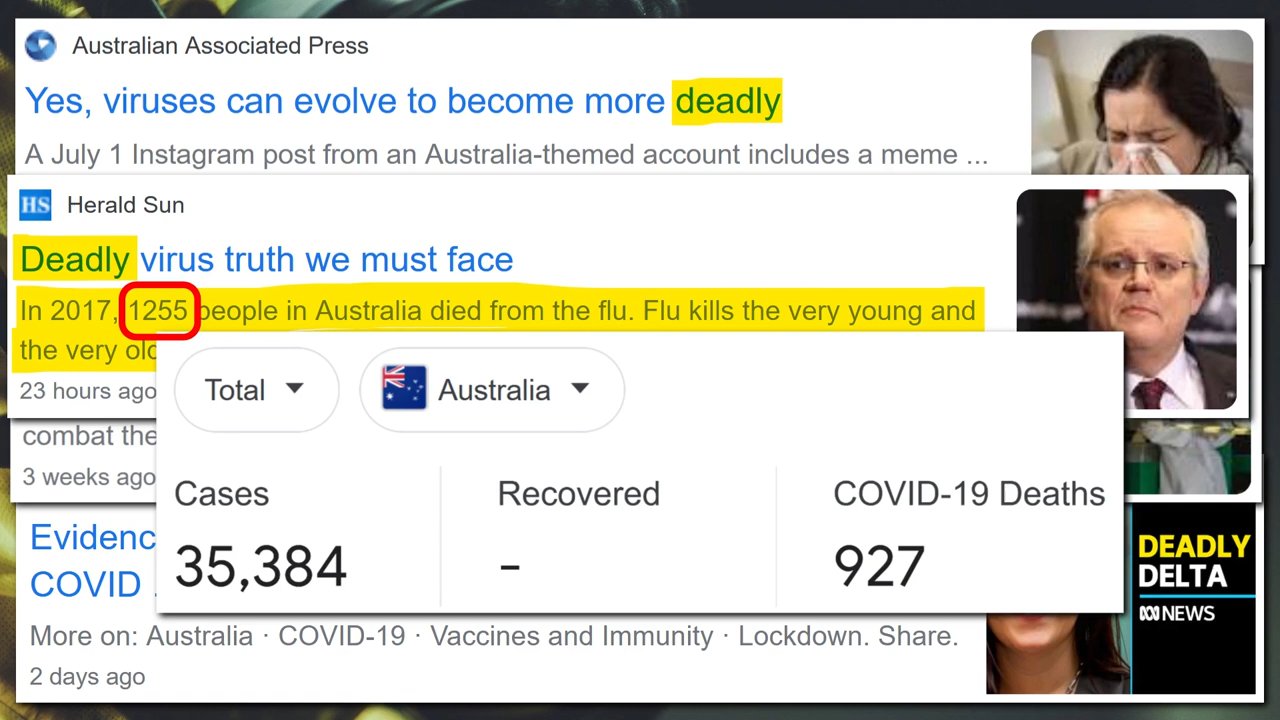 Australian Associated Press
Yes, viruses can evolve to become more deadly
A July 1 Instagram post from an Australia-themed account includes a meme ...
HS Herald Sun
Deadly virus truth we must face
In 2017, 1255 people in Australia died from the flu. Flu kills the very young and
the very old
23 hours ago
combat the
3 weeks ago
Total
Australia
Cases
35,384
Recovered
-
COVID-19 Deaths
927
Evidenc
COVID
More on: Australia · COVID-19 · Vaccines and Immunity · Lockdown. Share.
2 days ago
DEADLY
DELTA
NEWS